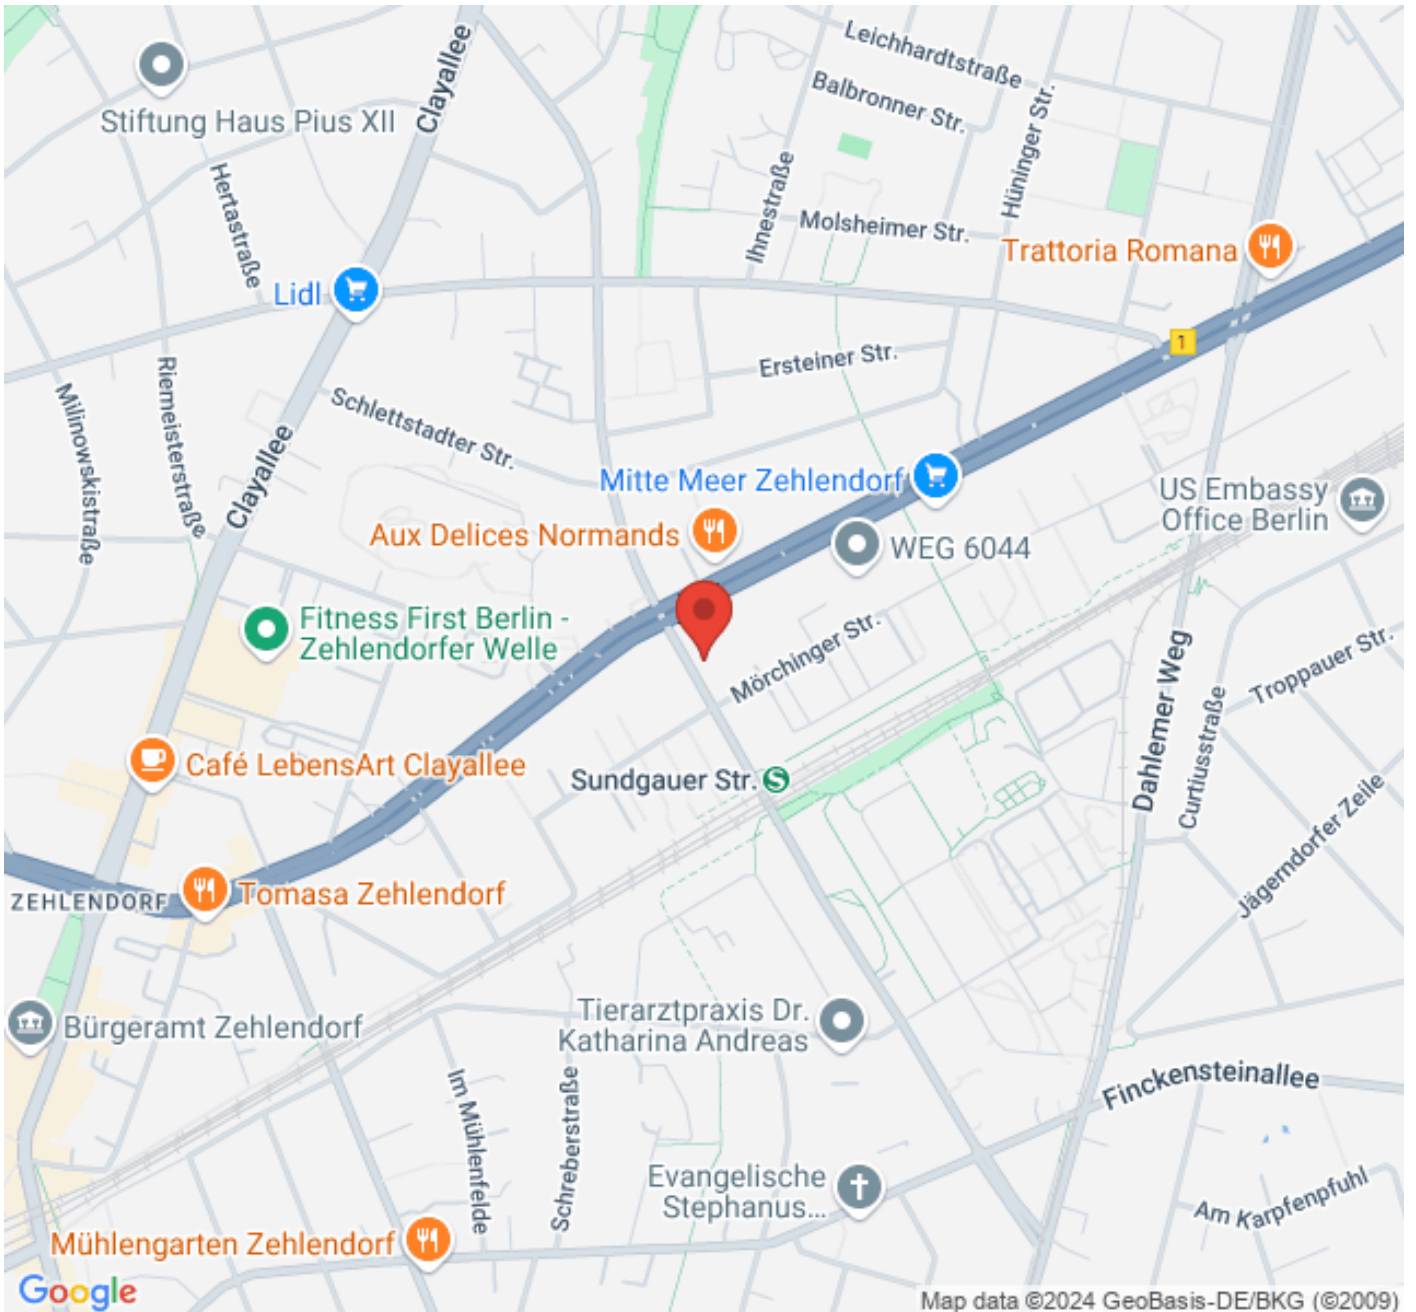 Leichhardtstraße
Clayallee
Balbronner Str.
Stiftung Haus Pius XII
Hüninger Str.
Hertastraße
Ihnestraße
Molsheimer Str.
Trattoria Romana
Lidl
1
Ersteiner Str.
Riemeisterstraße
Milinowskistraße
Schlettstadter Str.
Clayallee
Mitte Meer Zehlendorf
US Embassy
Office Berlin
Aux Delices Normands
WEG 6044
Fitness First Berlin -
Zehlendorfer Welle
Mörchinger Str.
Troppauer Str.
Dahlemer Weg
Curtiusstraße
Café LebensArt Clayallee
Sundgauer Str.
S
Jägerndorfer Zeile
ZEHLENDORF
Tomasa Zehlendorf
Bürgeramt Zehlendorf
Tierarztpraxis Dr.
Katharina Andreas
Im Mühlenfelde
Schreberstraße
Finckensteinallee
Evangelische
Stephanus...
Am Karpfenpfuhl
Mühlengarten Zehlendorf
Google
Map data ©2024 GeoBasis-DE/BKG (©2009)